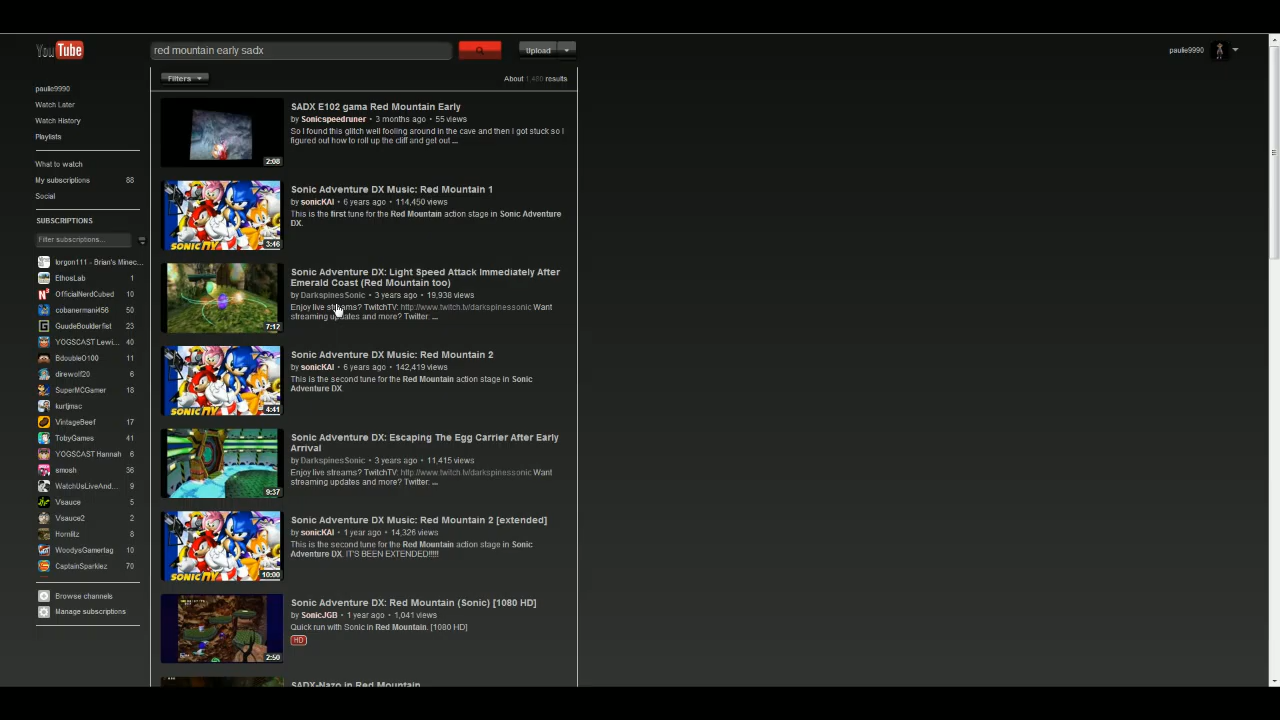 YouTube
red mountain early sadx
Upload
paulie9990
paulie9990
Watch Later
Watch History
Playlists
What to watch
My subscriptions 88
Social
SUBSCRIPTIONS
Filter subscriptions...
lorgon111 - Brian's Minec...
EthosLab 1
OfficialNerdCubed 10
cobanermani456 50
GuudeBoulderfist 23
YOGSCAST Lewi... 40
BdoubleO100 11
direwolf20 6
SuperMCGamer 18
kurtjmac
VintageBeef 17
TobyGames 41
YOGSCAST Hannah 6
smosh 36
WatchUsLiveAnd... 9
Vsauce 5
Vsauce2 2
Hornlitz 8
WoodysGamertag 10
CaptainSparklez 70
Browse channels
Manage subscriptions
Filters
About 1,480 results
SADX E102 gama Red Mountain Early
by Sonicspeedruner • 3 months ago • 55 views
So I found this glitch well fooling around in the cave and then I got stuck so I
figured out how to roll up the cliff and get out ...
2:08
Sonic Adventure DX Music: Red Mountain 1
by sonicKAI • 6 years ago • 114,450 views
This is the first tune for the Red Mountain action stage in Sonic Adventure
DX.
3:46
Sonic Adventure DX: Light Speed Attack Immediately After
Emerald Coast (Red Mountain too)
by DarkspinesSonic • 3 years ago • 19,938 views
Enjoy live streams? TwitchTV: http://www.twitch.tv/darkspinessonic Want
streaming updates and more? Twitter: ...
7:12
Sonic Adventure DX Music: Red Mountain 2
by sonicKAI • 6 years ago • 142,419 views
This is the second tune for the Red Mountain action stage in Sonic
Adventure DX
4:41
Sonic Adventure DX: Escaping The Egg Carrier After Early
Arrival
by DarkspinesSonic • 3 years ago • 11,415 views
Enjoy live streams? TwitchTV: http://www.twitch.tv/darkspinessonic Want
streaming updates and more? Twitter: ...
9:37
Sonic Adventure DX Music: Red Mountain 2 [extended]
by sonicKAI • 1 year ago • 14,326 views
This is the second tune for the Red Mountain action stage in Sonic
Adventure DX. IT'S BEEN EXTENDED!!!!!
10:00
Sonic Adventure DX: Red Mountain (Sonic) [1080 HD]
by SonicJGB • 1 year ago • 1,041 views
Quick run with Sonic in Red Mountain. [1080 HD]
HD
2:50
SADX-Nazo in Red Mountain